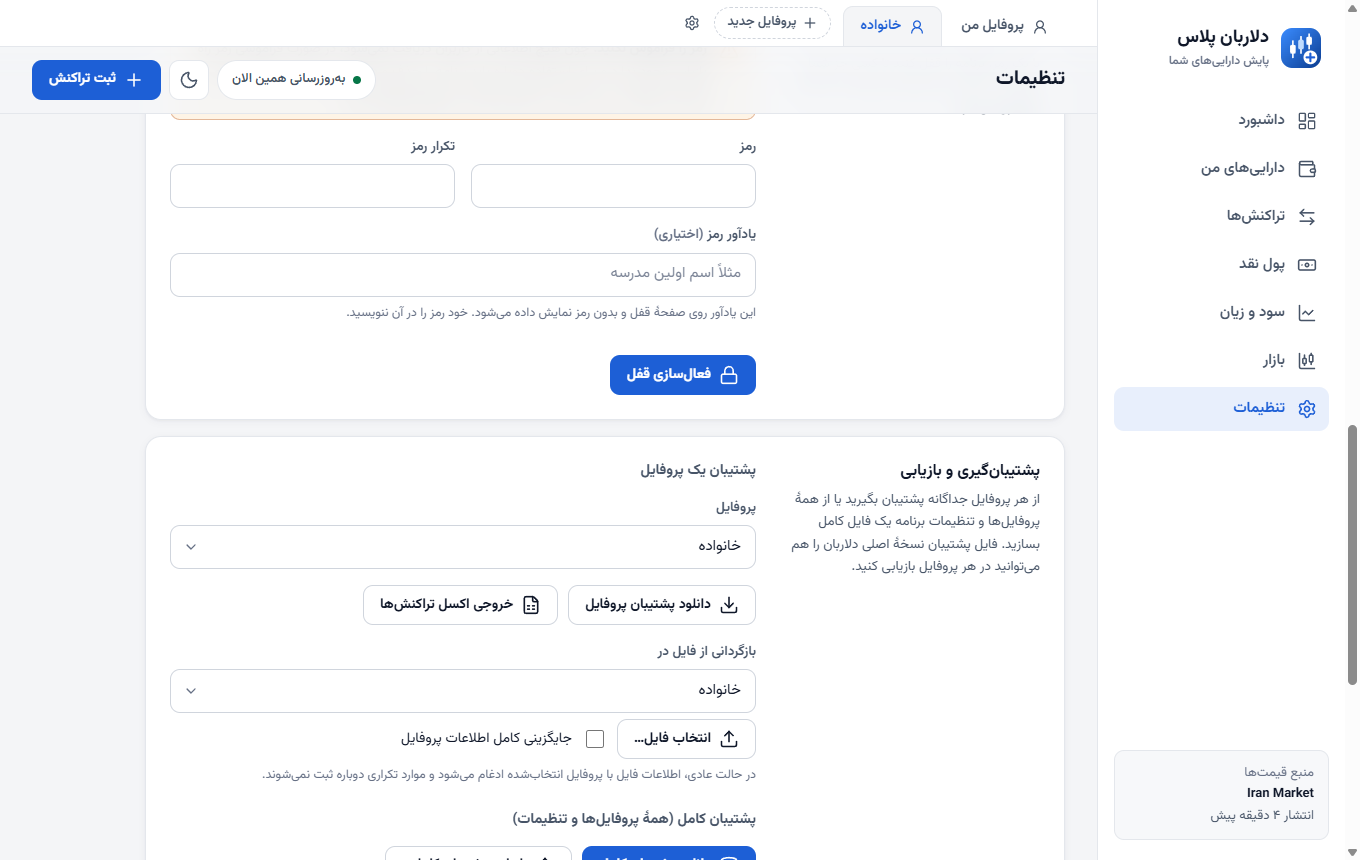 دلاربان پلاس
پایش دارایی‌های شما
داشبورد
دارایی‌های من
تراکنش‌ها
پول نقد
سود و زیان
بازار
تنظیمات
منبع قیمت‌ها
Iran Market
انتشار ۴ دقیقه پیش
پروفایل من
خانواده
پروفایل جدید
تنظیمات
به‌روزرسانی همین الان
ثبت تراکنش
رمز
تکرار رمز
یادآور رمز (اختیاری)
مثلاً اسم اولین مدرسه
این یادآور روی صفحهٔ قفل و بدون رمز نمایش داده می‌شود. خود رمز را در آن ننویسید.
فعال‌سازی قفل
پشتیبان‌گیری و بازیابی
از هر پروفایل جداگانه پشتیبان بگیرید یا از همهٔ
پروفایل‌ها و تنظیمات برنامه یک فایل کامل
بسازید. فایل پشتیبان نسخهٔ اصلی دلاربان را هم
می‌توانید در هر پروفایل بازیابی کنید.
پشتیبان یک پروفایل
پروفایل
خانواده
دانلود پشتیبان پروفایل
خروجی اکسل تراکنش‌ها
بازگردانی از فایل در
خانواده
انتخاب فایل…
جایگزینی کامل اطلاعات پروفایل
در حالت عادی، اطلاعات فایل با پروفایل انتخاب‌شده ادغام می‌شود و موارد تکراری دوباره ثبت نمی‌شوند.
پشتیبان کامل (همهٔ پروفایل‌ها و تنظیمات)